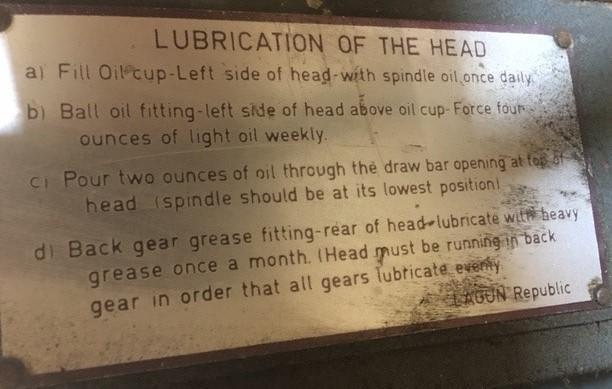 LUBRICATION OF THE HEAD
a) Fill Oil cup-Left side of head-with spindle oil, once daily.
b) Ball oil fitting-left side of head above oil cup- Force four
ounces of light oil weekly.
c) Pour two ounces of oil through the draw bar opening at top of
head (spindle should be at its lowest position)
d) Back gear grease fitting-rear of head-lubricate with heavy
grease once a month. (Head must be running in back
gear in order that all gears lubricate evenly
LAGUN Republic